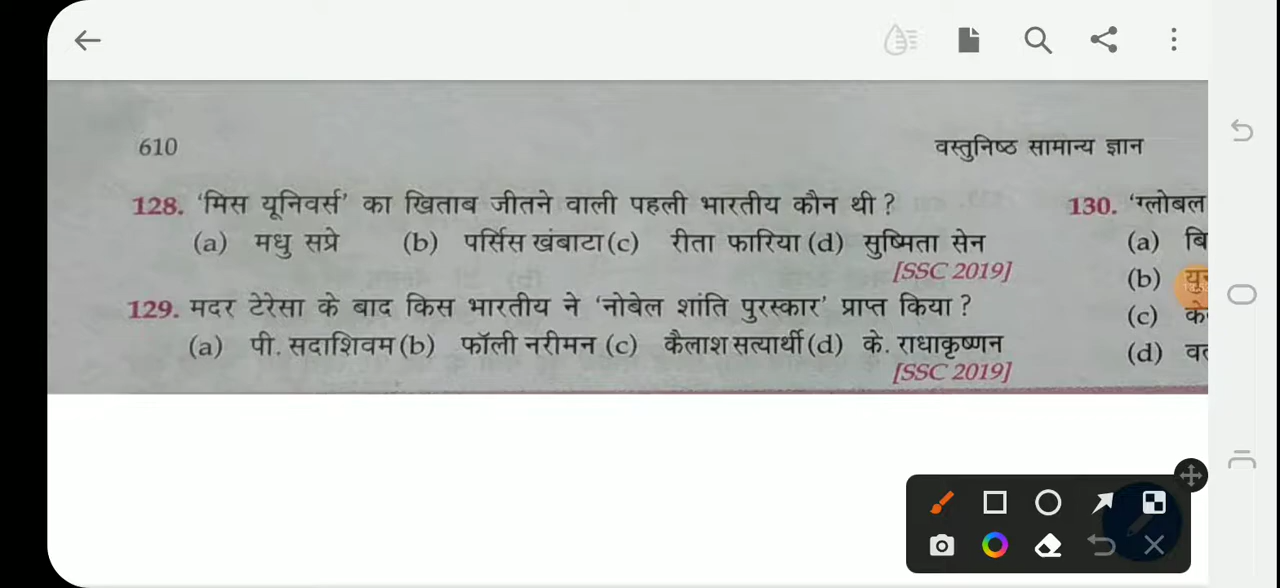 610
वस्तुनिष्ठ सामान्य ज्ञान
128. 'मिस यूनिवर्स' का खिताब जीतने वाली पहली भारतीय कौन थी ?
(a) मधु सप्रे (b) पर्सिस खंबाटा (c) रीता फारिया (d) सुष्मिता सेन
[SSC 2019]
129. मदर टेरेसा के बाद किस भारतीय ने 'नोबेल शांति पुरस्कार' प्राप्त किया ?
(a) पी. सदाशिवम (b) फॉली नरीमन (c) कैलाश सत्यार्थी (d) के. राधाकृष्णन
[SSC 2019]
130. 'ग्लोबल
(a) बि
(b)
(c) के
(d)